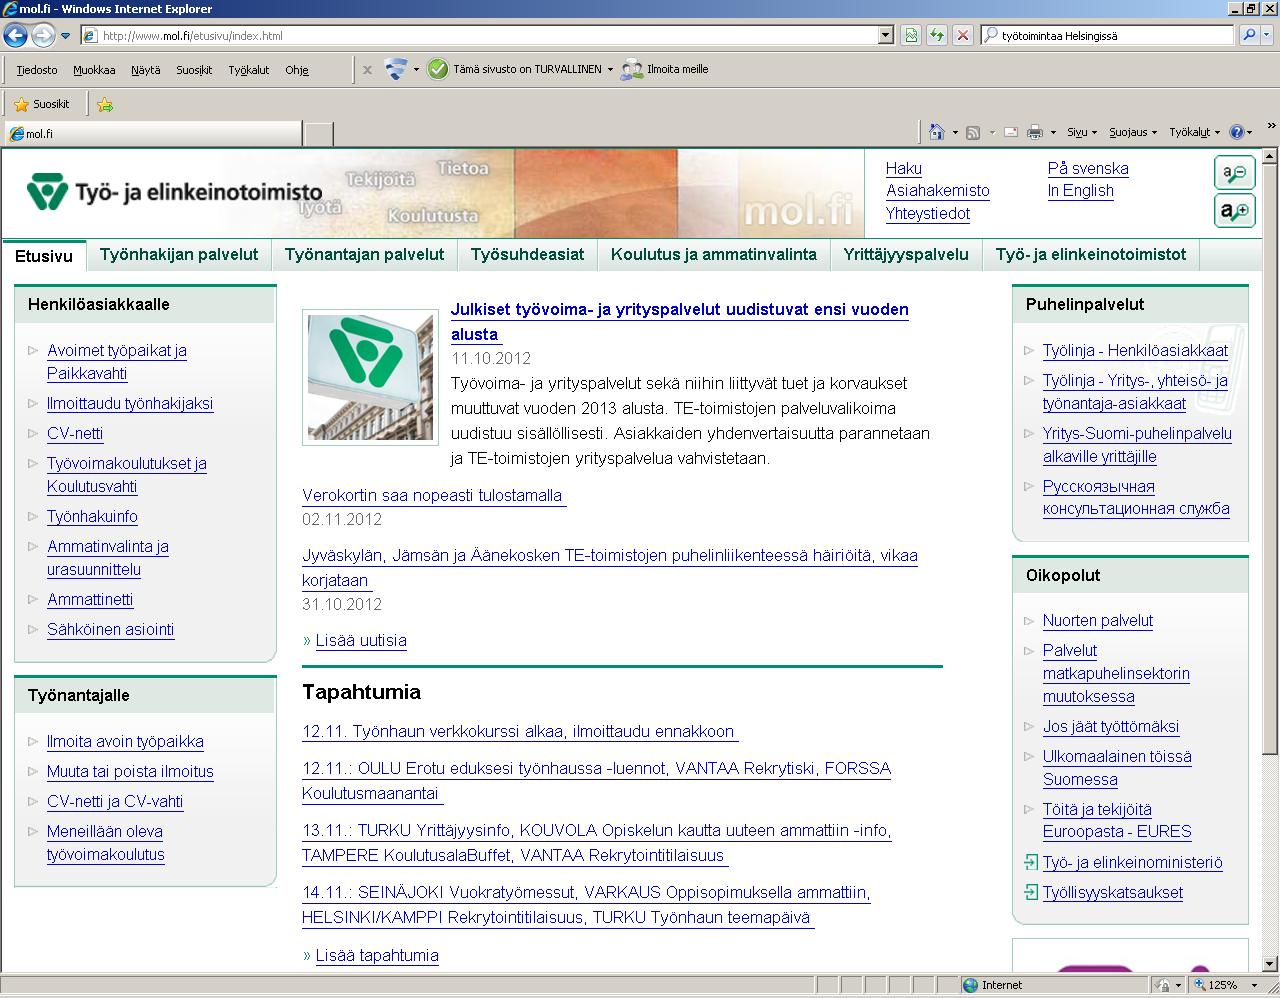 mol.fi - Windows Internet Explorer
http://www.mol.fi/etusivu/index.html
työtoimintaa Helsingissä
Tiedosto Muokkaa Näytä Suosikit Työkalut Ohje
Tämä sivusto on TURVALLINEN
Ilmoita meille
Suosikit
mol.fi
Sivu Suojaus Työkalut
»
Työ- ja elinkeinotoimisto
Tekijöitä
Tietoa
Työtä
Koulutusta
mol.fi
Haku
Asiahakemisto
Yhteystiedot
På svenska
In English
a
a
Etusivu
Työnhakijan palvelut
Työnantajan palvelut
Työsuhdeasiat
Koulutus ja ammatinvalinta
Yrittäjyyspalvelu
Työ- ja elinkeinotoimistot
Henkilöasiakkaalle
Avoimet työpaikat ja
Paikkavahti
Ilmoittaudu työnhakijaksi
CV-netti
Työvoimakoulutukset ja
Koulutusvahti
Työnhakuinfo
Ammatinvalinta ja
urasuunnittelu
Ammattinetti
Sähköinen asiointi
Työnantajalle
Ilmoita avoin työpaikka
Muuta tai poista ilmoitus
CV-netti ja CV-vahti
Meneillään oleva
työvoimakoulutus
Julkiset työvoima- ja yrityspalvelut uudistuvat ensi vuoden
alusta
11.10.2012
Työvoima- ja yrityspalvelut sekä niihin liittyvät tuet ja korvaukset
muuttuvat vuoden 2013 alusta. TE-toimistojen palveluvalikoima
uudistuu sisällöllisesti. Asiakkaiden yhdenvertaisuutta parannetaan
ja TE-toimistojen yrityspalvelua vahvistetaan.
Verokortin saa nopeasti tulostamalla
02.11.2012
Jyväskylän, Jämsän ja Äänekosken TE-toimistojen puhelinliikenteessä häiriöitä, vikaa
korjataan
31.10.2012
» Lisää uutisia
Tapahtumia
12.11. Työnhaun verkkokurssi alkaa, ilmoittaudu ennakkoon
12.11.: OULU Erotu eduksesi työnhaussa -luennot, VANTAA Rekrytiski, FORSSA
Koulutusmaanantai
13.11.: TURKU Yrittäjyysinfo, KOUVOLA Opiskelun kautta uuteen ammattiin -info,
TAMPERE KoulutusalaBuffet, VANTAA Rekrytointitilaisuus
14.11.: SEINÄJOKI Vuokratyömessut, VARKAUS Oppisopimuksella ammattiin,
HELSINKI/KAMPPI Rekrytointitilaisuus, TURKU Työnhaun teemapäivä
» Lisää tapahtumia
Puhelinpalvelut
Työlinja - Henkilöasiakkaat
Työlinja - Yritys-, yhteisö- ja
työnantaja-asiakkaat
Yritys-Suomi-puhelinpalvelu
alkaville yrittäjille
Русскоязычная
консультационная служба
Oikopolut
Nuorten palvelut
Palvelut
matkapuhelinsektorin
muutoksessa
Jos jäät työttömäksi
Ulkomaalainen töissä
Suomessa
Töitä ja tekijöitä
Euroopasta - EURES
Työ- ja elinkeinoministeriö
Työllisyyskatsaukset
Internet
125%